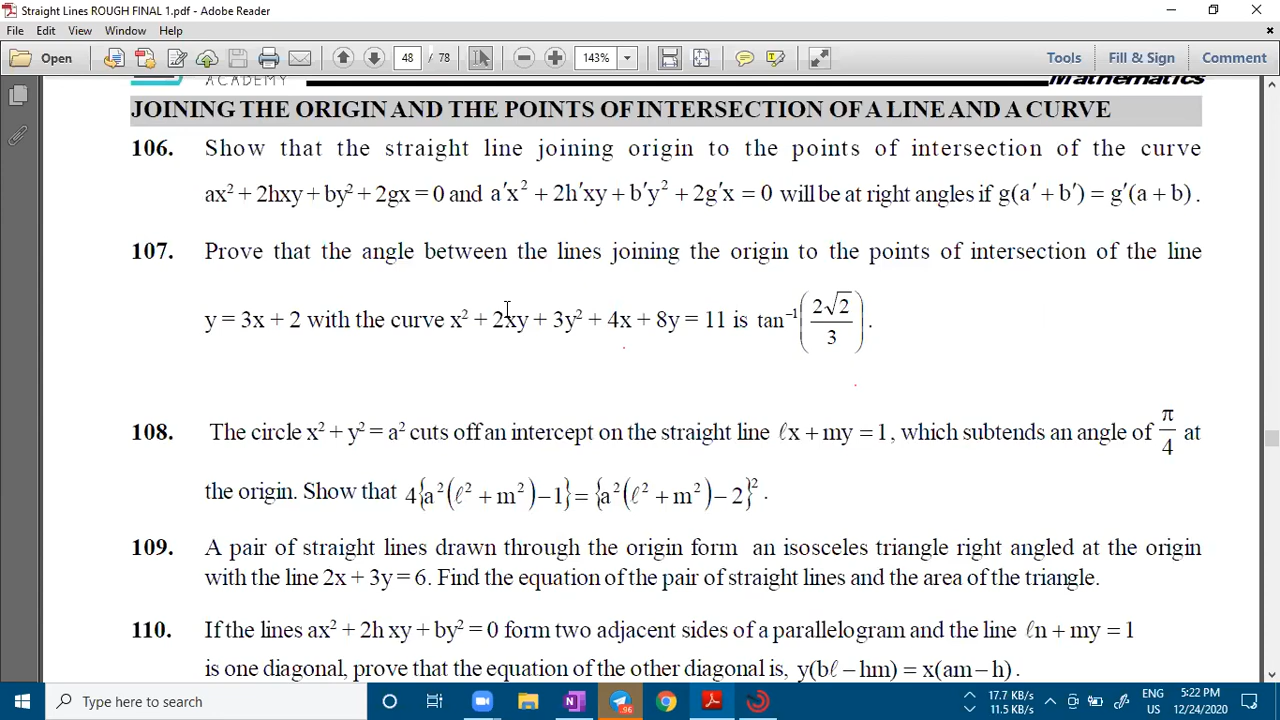 Straight Lines ROUGH FINAL 1.pdf - Adobe Reader
File Edit View Window Help
Open 48 / 78 143% Tools Fill & Sign Comment
ACADEMY Mathematics
JOINING THE ORIGIN AND THE POINTS OF INTERSECTION OF A LINE AND A CURVE
106. Show that the straight line joining origin to the points of intersection of the curve
ax² + 2hxy + by² + 2gx = 0 and a′x² + 2h′xy + b′y² + 2g′x = 0 will be at right angles if g(a′ + b′) = g′(a + b).
107. Prove that the angle between the lines joining the origin to the points of intersection of the line
y = 3x + 2 with the curve x² + 2xy + 3y² + 4x + 8y = 11 is tan⁻¹(2√2/3).
108. The circle x² + y² = a² cuts off an intercept on the straight line ℓx + my = 1, which subtends an angle of π/4 at
the origin. Show that 4{a²(ℓ² + m²) − 1} = {a²(ℓ² + m²) − 2}².
109. A pair of straight lines drawn through the origin form an isosceles triangle right angled at the origin
with the line 2x + 3y = 6. Find the equation of the pair of straight lines and the area of the triangle.
110. If the lines ax² + 2h xy + by² = 0 form two adjacent sides of a parallelogram and the line ℓn + my = 1
is one diagonal, prove that the equation of the other diagonal is, y(bℓ − hm) = x(am − h).
Type here to search 96 17.7 KB/s 11.5 KB/s ENG US 5:22 PM 12/24/2020